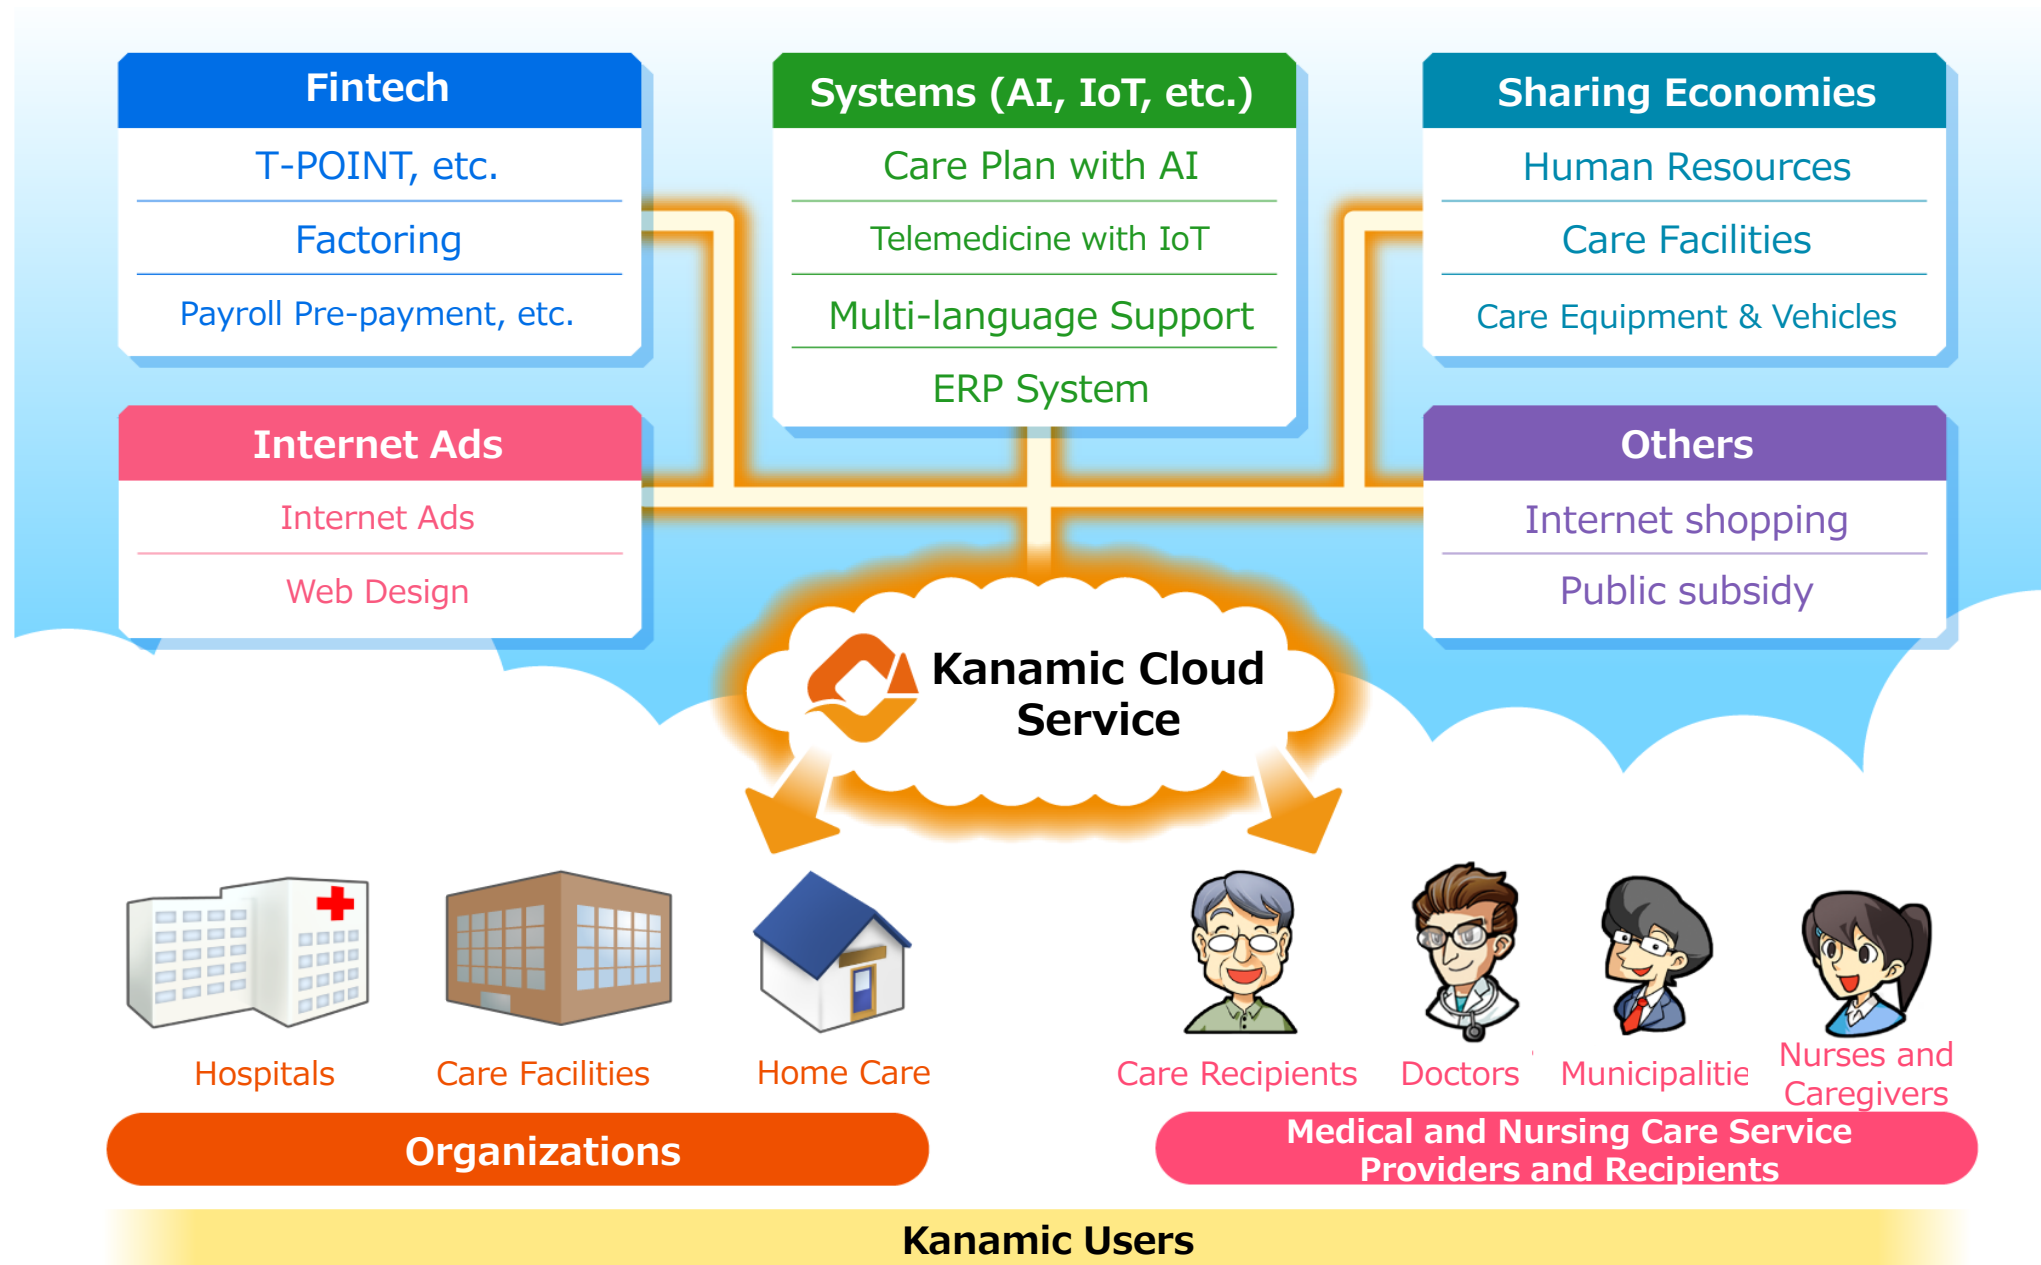 Fintech
T-POINT, etc.
Factoring
Payroll Pre-payment, etc.
Systems (AI, IoT, etc.)
Care Plan with AI
Telemedicine with IoT
Multi-language Support
ERP System
Sharing Economies
Human Resources
Care Facilities
Care Equipment & Vehicles
Internet Ads
Internet Ads
Web Design
Others
Internet shopping
Public subsidy
Kanamic Cloud
Service
Hospitals
Care Facilities
Home Care
Organizations
Care Recipients
Doctors
Municipalitie
Nurses and
Caregivers
Medical and Nursing Care Service
Providers and Recipients
Kanamic Users